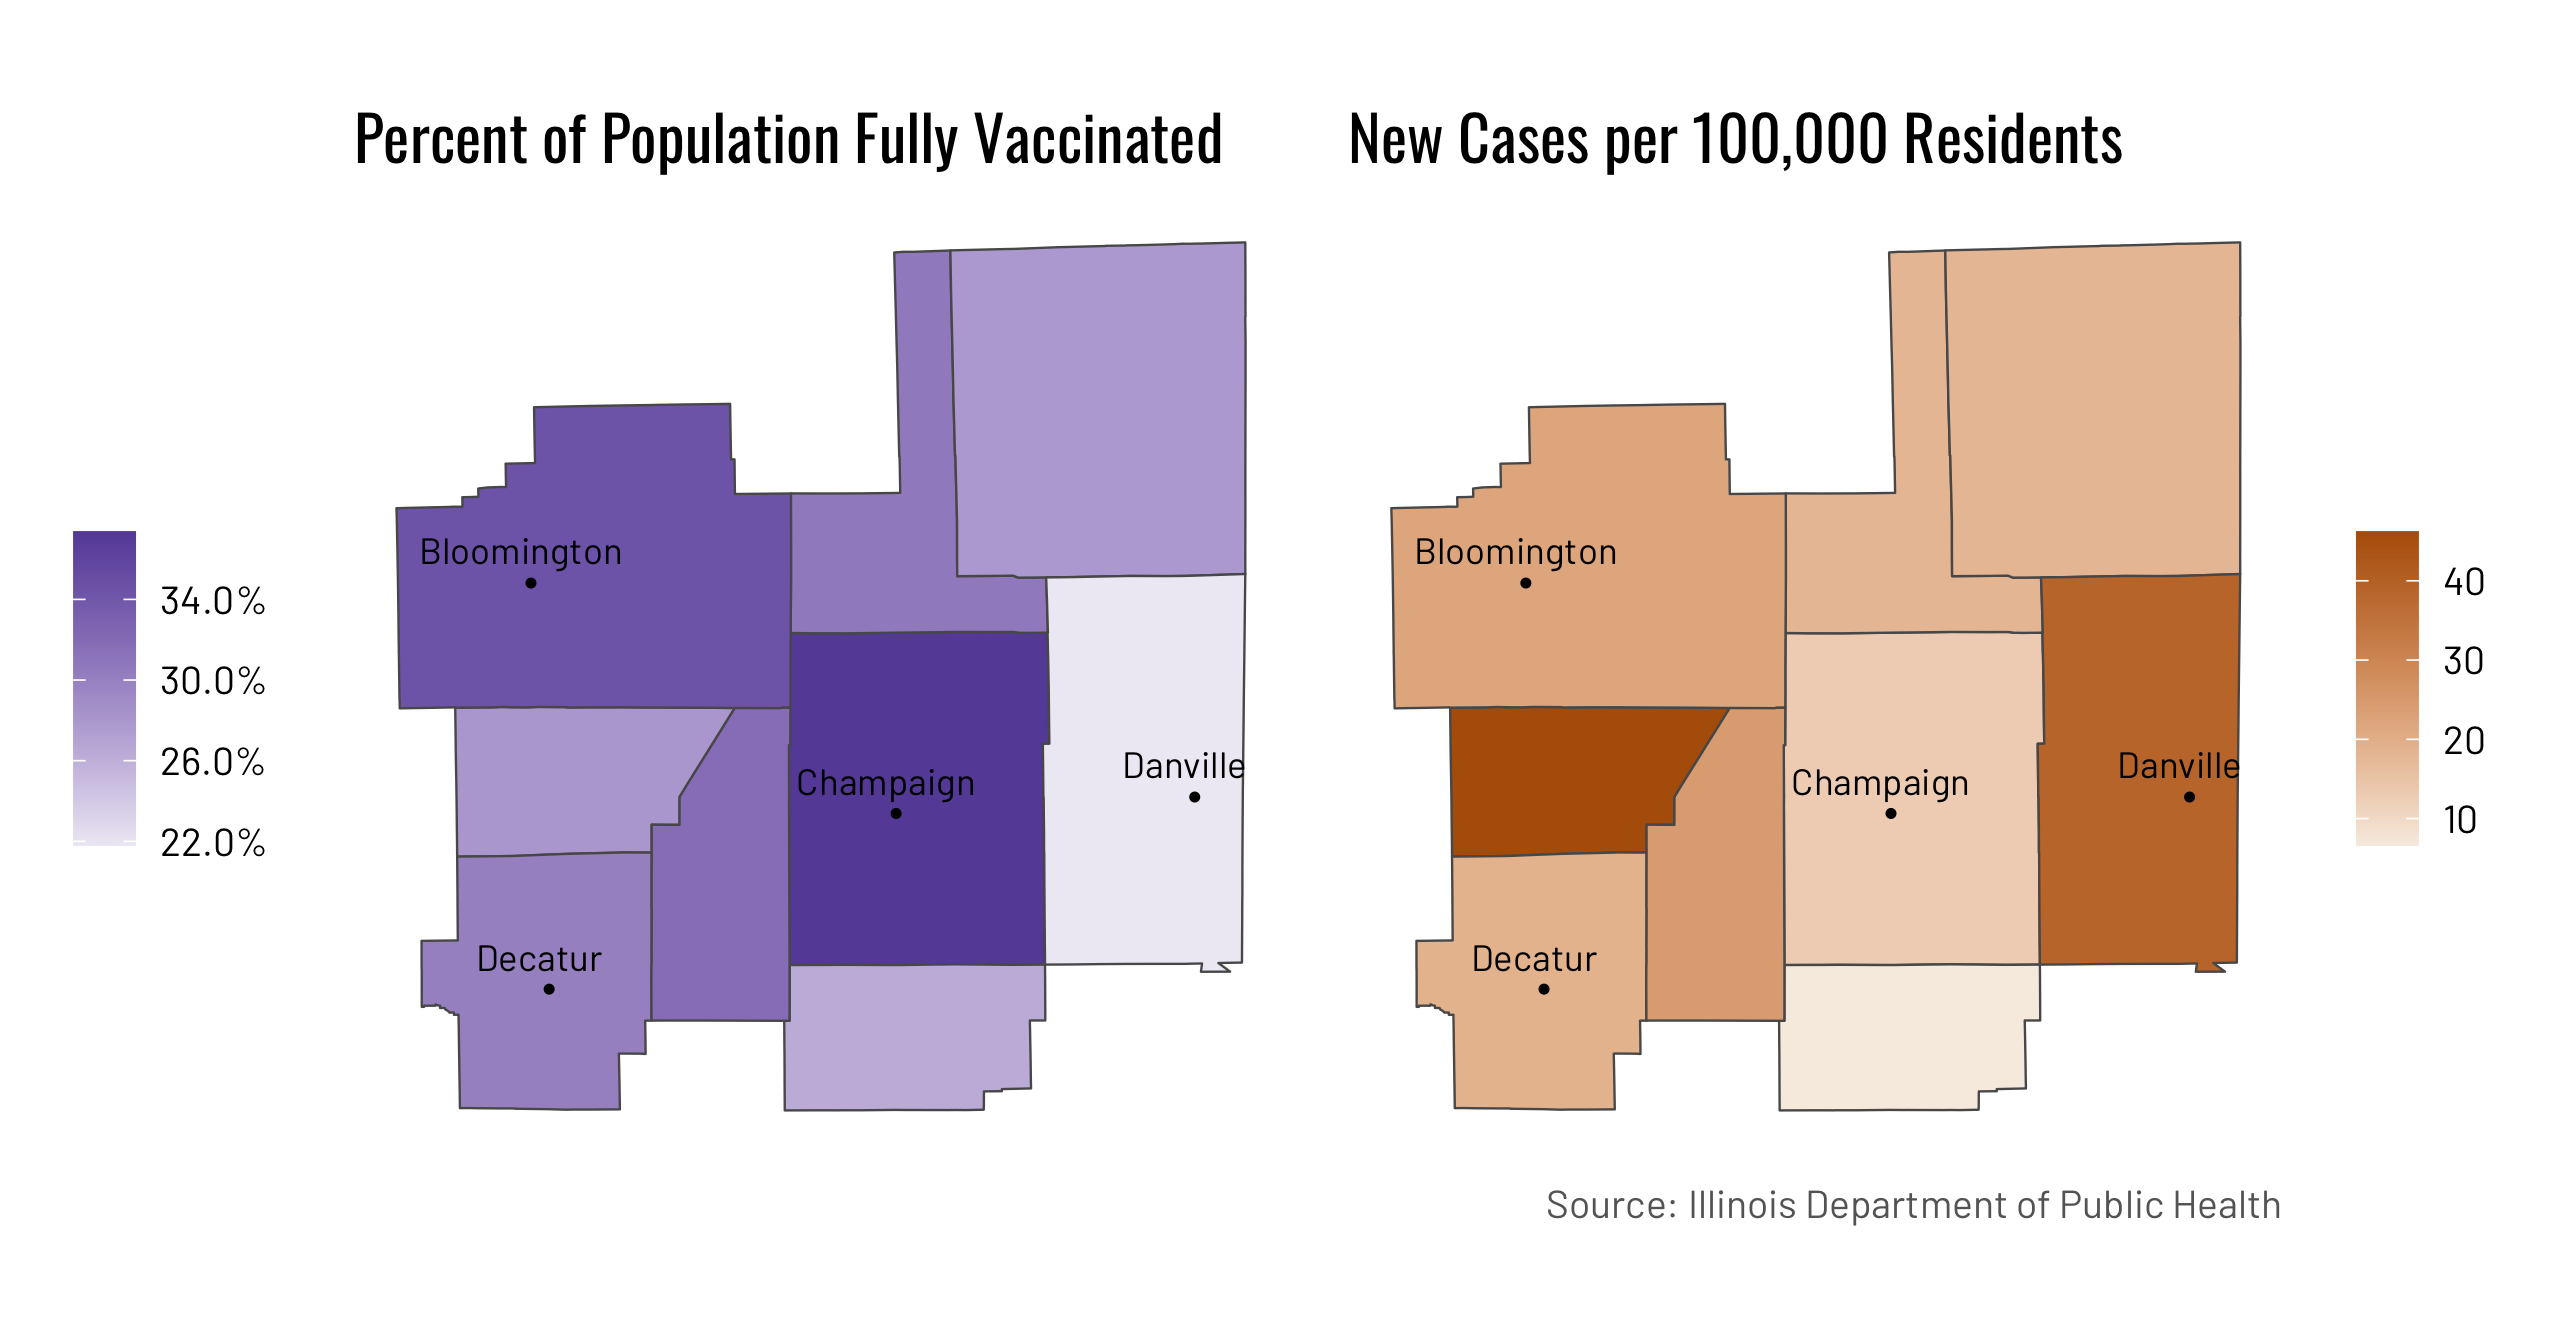 Percent of Population Fully Vaccinated
New Cases per 100,000 Residents
34.0%
30.0%
26.0%
22.0%
Bloomington
Champaign
Danville
Decatur
Bloomington
Champaign
Danville
Decatur
40
30
20
10
Source: Illinois Department of Public Health